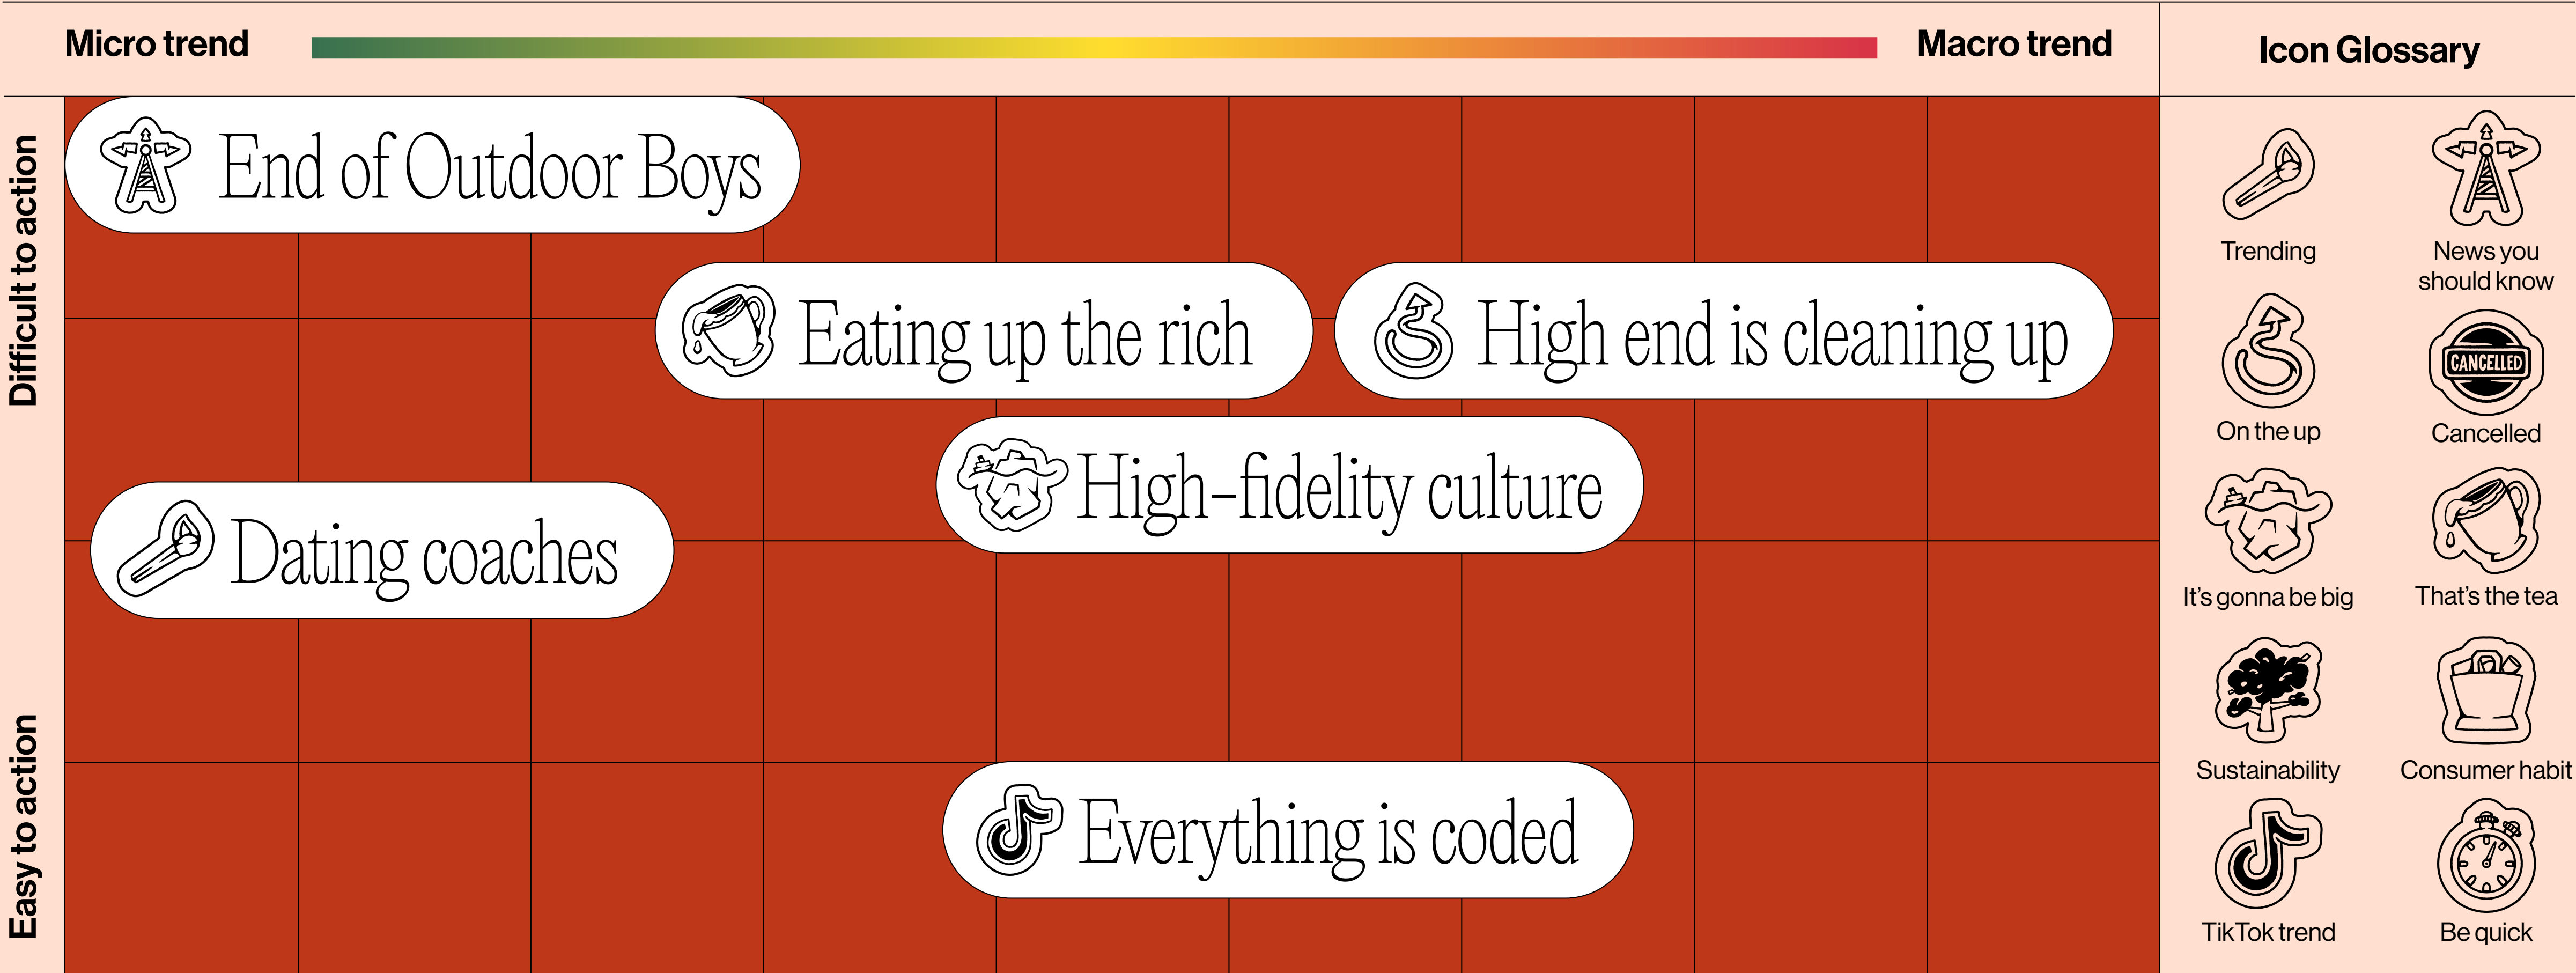 Micro trend
Macro trend
Icon Glossary
Difficult to action
Easy to action
End of Outdoor Boys
Eating up the rich
High end is cleaning up
High-fidelity culture
Dating coaches
Everything is coded
Trending
News you
should know
On the up
CANCELLED
Cancelled
It's gonna be big
That's the tea
Sustainability
Consumer habit
TikTok trend
Be quick